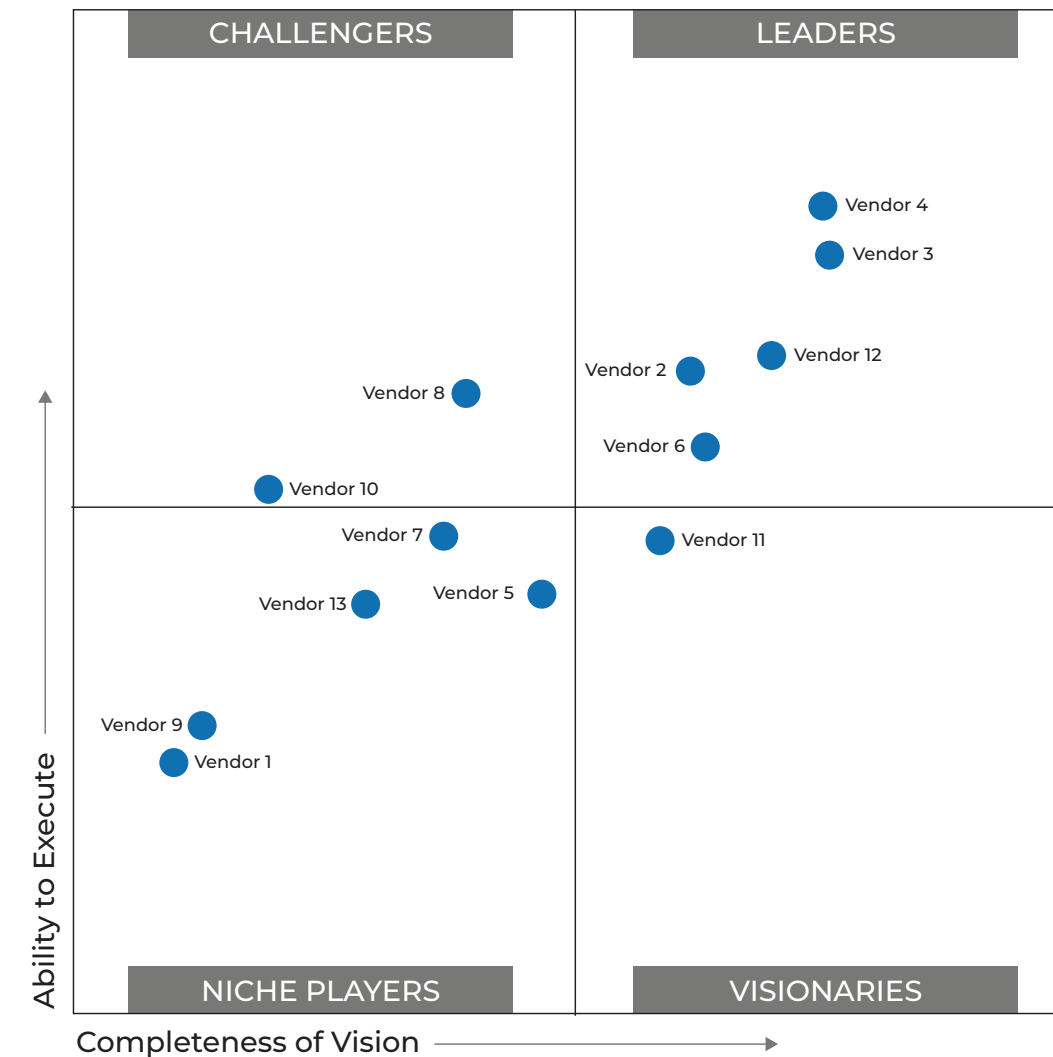 CHALLENGERS
LEADERS
Vendor 4
Vendor 3
Vendor 12
Vendor 2
Vendor 8
Vendor 6
Vendor 10
Vendor 7
Vendor 11
Vendor 5
Vendor 13
Vendor 9
Vendor 1
Ability to Execute
NICHE PLAYERS
VISIONARIES
Completeness of Vision